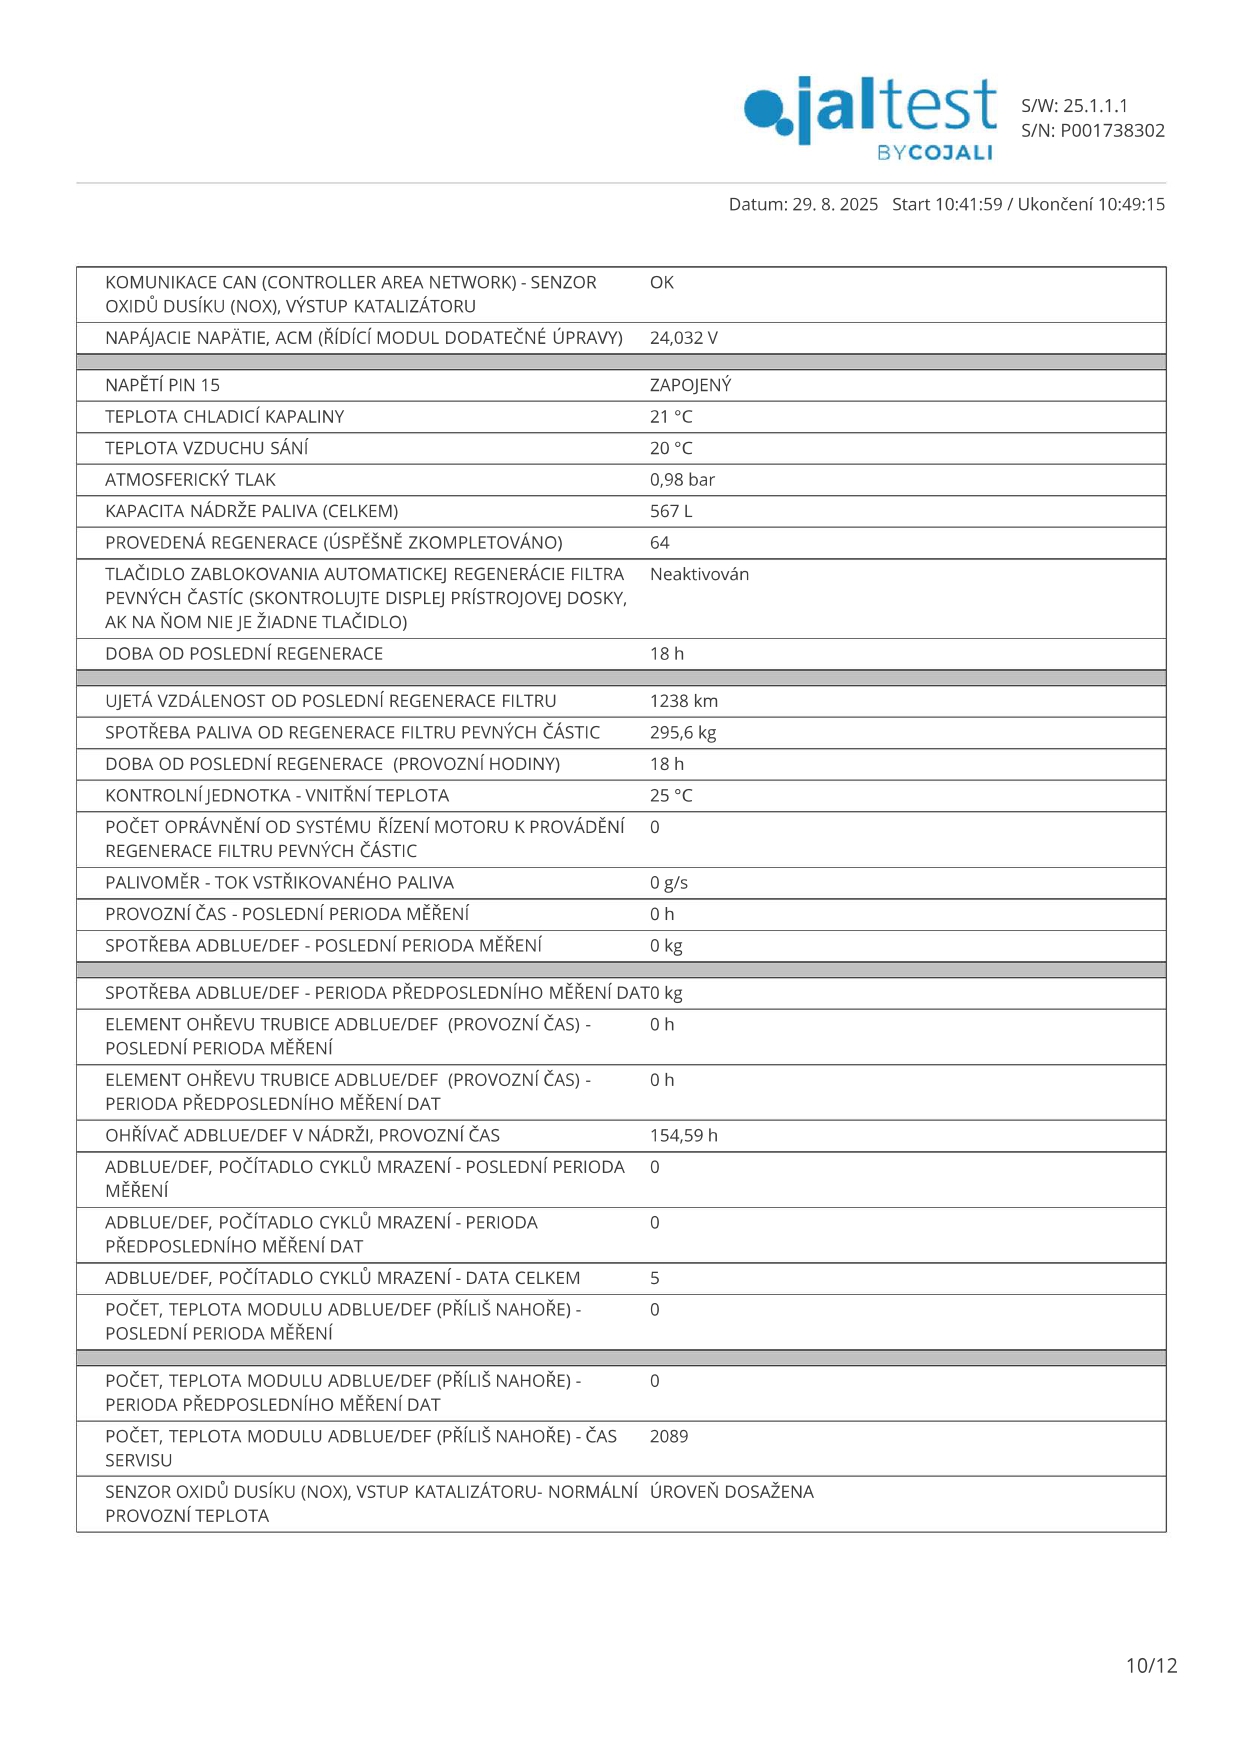 jaltest
BYCOJALI
S/W: 25.1.1.1
S/N: P001738302
Datum: 29. 8. 2025   Start 10:41:59 / Ukončení 10:49:15
KOMUNIKACE CAN (CONTROLLER AREA NETWORK) - SENZOR OK
OXIDŮ DUSÍKU (NOX), VÝSTUP KATALIZÁTORU
NAPÁJACIE NAPÄTIE, ACM (ŘÍDÍCÍ MODUL DODATEČNÉ ÚPRAVY) 24,032 V
NAPĚTÍ PIN 15 ZAPOJENÝ
TEPLOTA CHLADICÍ KAPALINY 21 °C
TEPLOTA VZDUCHU SÁNÍ 20 °C
ATMOSFERICKÝ TLAK 0,98 bar
KAPACITA NÁDRŽE PALIVA (CELKEM) 567 L
PROVEDENÁ REGENERACE (ÚSPĚŠNĚ ZKOMPLETOVÁNO) 64
TLAČIDLO ZABLOKOVANIA AUTOMATICKEJ REGENERÁCIE FILTRA Neaktivován
PEVNÝCH ČASTÍC (SKONTROLUJTE DISPLEJ PRÍSTROJOVEJ DOSKY,
AK NA ŇOM NIE JE ŽIADNE TLAČIDLO)
DOBA OD POSLEDNÍ REGENERACE 18 h
UJETÁ VZDÁLENOST OD POSLEDNÍ REGENERACE FILTRU 1238 km
SPOTŘEBA PALIVA OD REGENERACE FILTRU PEVNÝCH ČÁSTIC 295,6 kg
DOBA OD POSLEDNÍ REGENERACE  (PROVOZNÍ HODINY) 18 h
KONTROLNÍ JEDNOTKA - VNITŘNÍ TEPLOTA 25 °C
POČET OPRÁVNĚNÍ OD SYSTÉMU ŘÍZENÍ MOTORU K PROVÁDĚNÍ 0
REGENERACE FILTRU PEVNÝCH ČÁSTIC
PALIVOMĚR - TOK VSTŘIKOVANÉHO PALIVA 0 g/s
PROVOZNÍ ČAS - POSLEDNÍ PERIODA MĚŘENÍ 0 h
SPOTŘEBA ADBLUE/DEF - POSLEDNÍ PERIODA MĚŘENÍ 0 kg
SPOTŘEBA ADBLUE/DEF - PERIODA PŘEDPOSLEDNÍHO MĚŘENÍ DAT0 kg
ELEMENT OHŘEVU TRUBICE ADBLUE/DEF  (PROVOZNÍ ČAS) - 0 h
POSLEDNÍ PERIODA MĚŘENÍ
ELEMENT OHŘEVU TRUBICE ADBLUE/DEF  (PROVOZNÍ ČAS) - 0 h
PERIODA PŘEDPOSLEDNÍHO MĚŘENÍ DAT
OHŘÍVAČ ADBLUE/DEF V NÁDRŽI, PROVOZNÍ ČAS 154,59 h
ADBLUE/DEF, POČÍTADLO CYKLŮ MRAZENÍ - POSLEDNÍ PERIODA 0
MĚŘENÍ
ADBLUE/DEF, POČÍTADLO CYKLŮ MRAZENÍ - PERIODA 0
PŘEDPOSLEDNÍHO MĚŘENÍ DAT
ADBLUE/DEF, POČÍTADLO CYKLŮ MRAZENÍ - DATA CELKEM 5
POČET, TEPLOTA MODULU ADBLUE/DEF (PŘÍLIŠ NAHOŘE) - 0
POSLEDNÍ PERIODA MĚŘENÍ
POČET, TEPLOTA MODULU ADBLUE/DEF (PŘÍLIŠ NAHOŘE) - 0
PERIODA PŘEDPOSLEDNÍHO MĚŘENÍ DAT
POČET, TEPLOTA MODULU ADBLUE/DEF (PŘÍLIŠ NAHOŘE) - ČAS 2089
SERVISU
SENZOR OXIDŮ DUSÍKU (NOX), VSTUP KATALIZÁTORU- NORMÁLNÍ ÚROVEŇ DOSAŽENA
PROVOZNÍ TEPLOTA
10/12